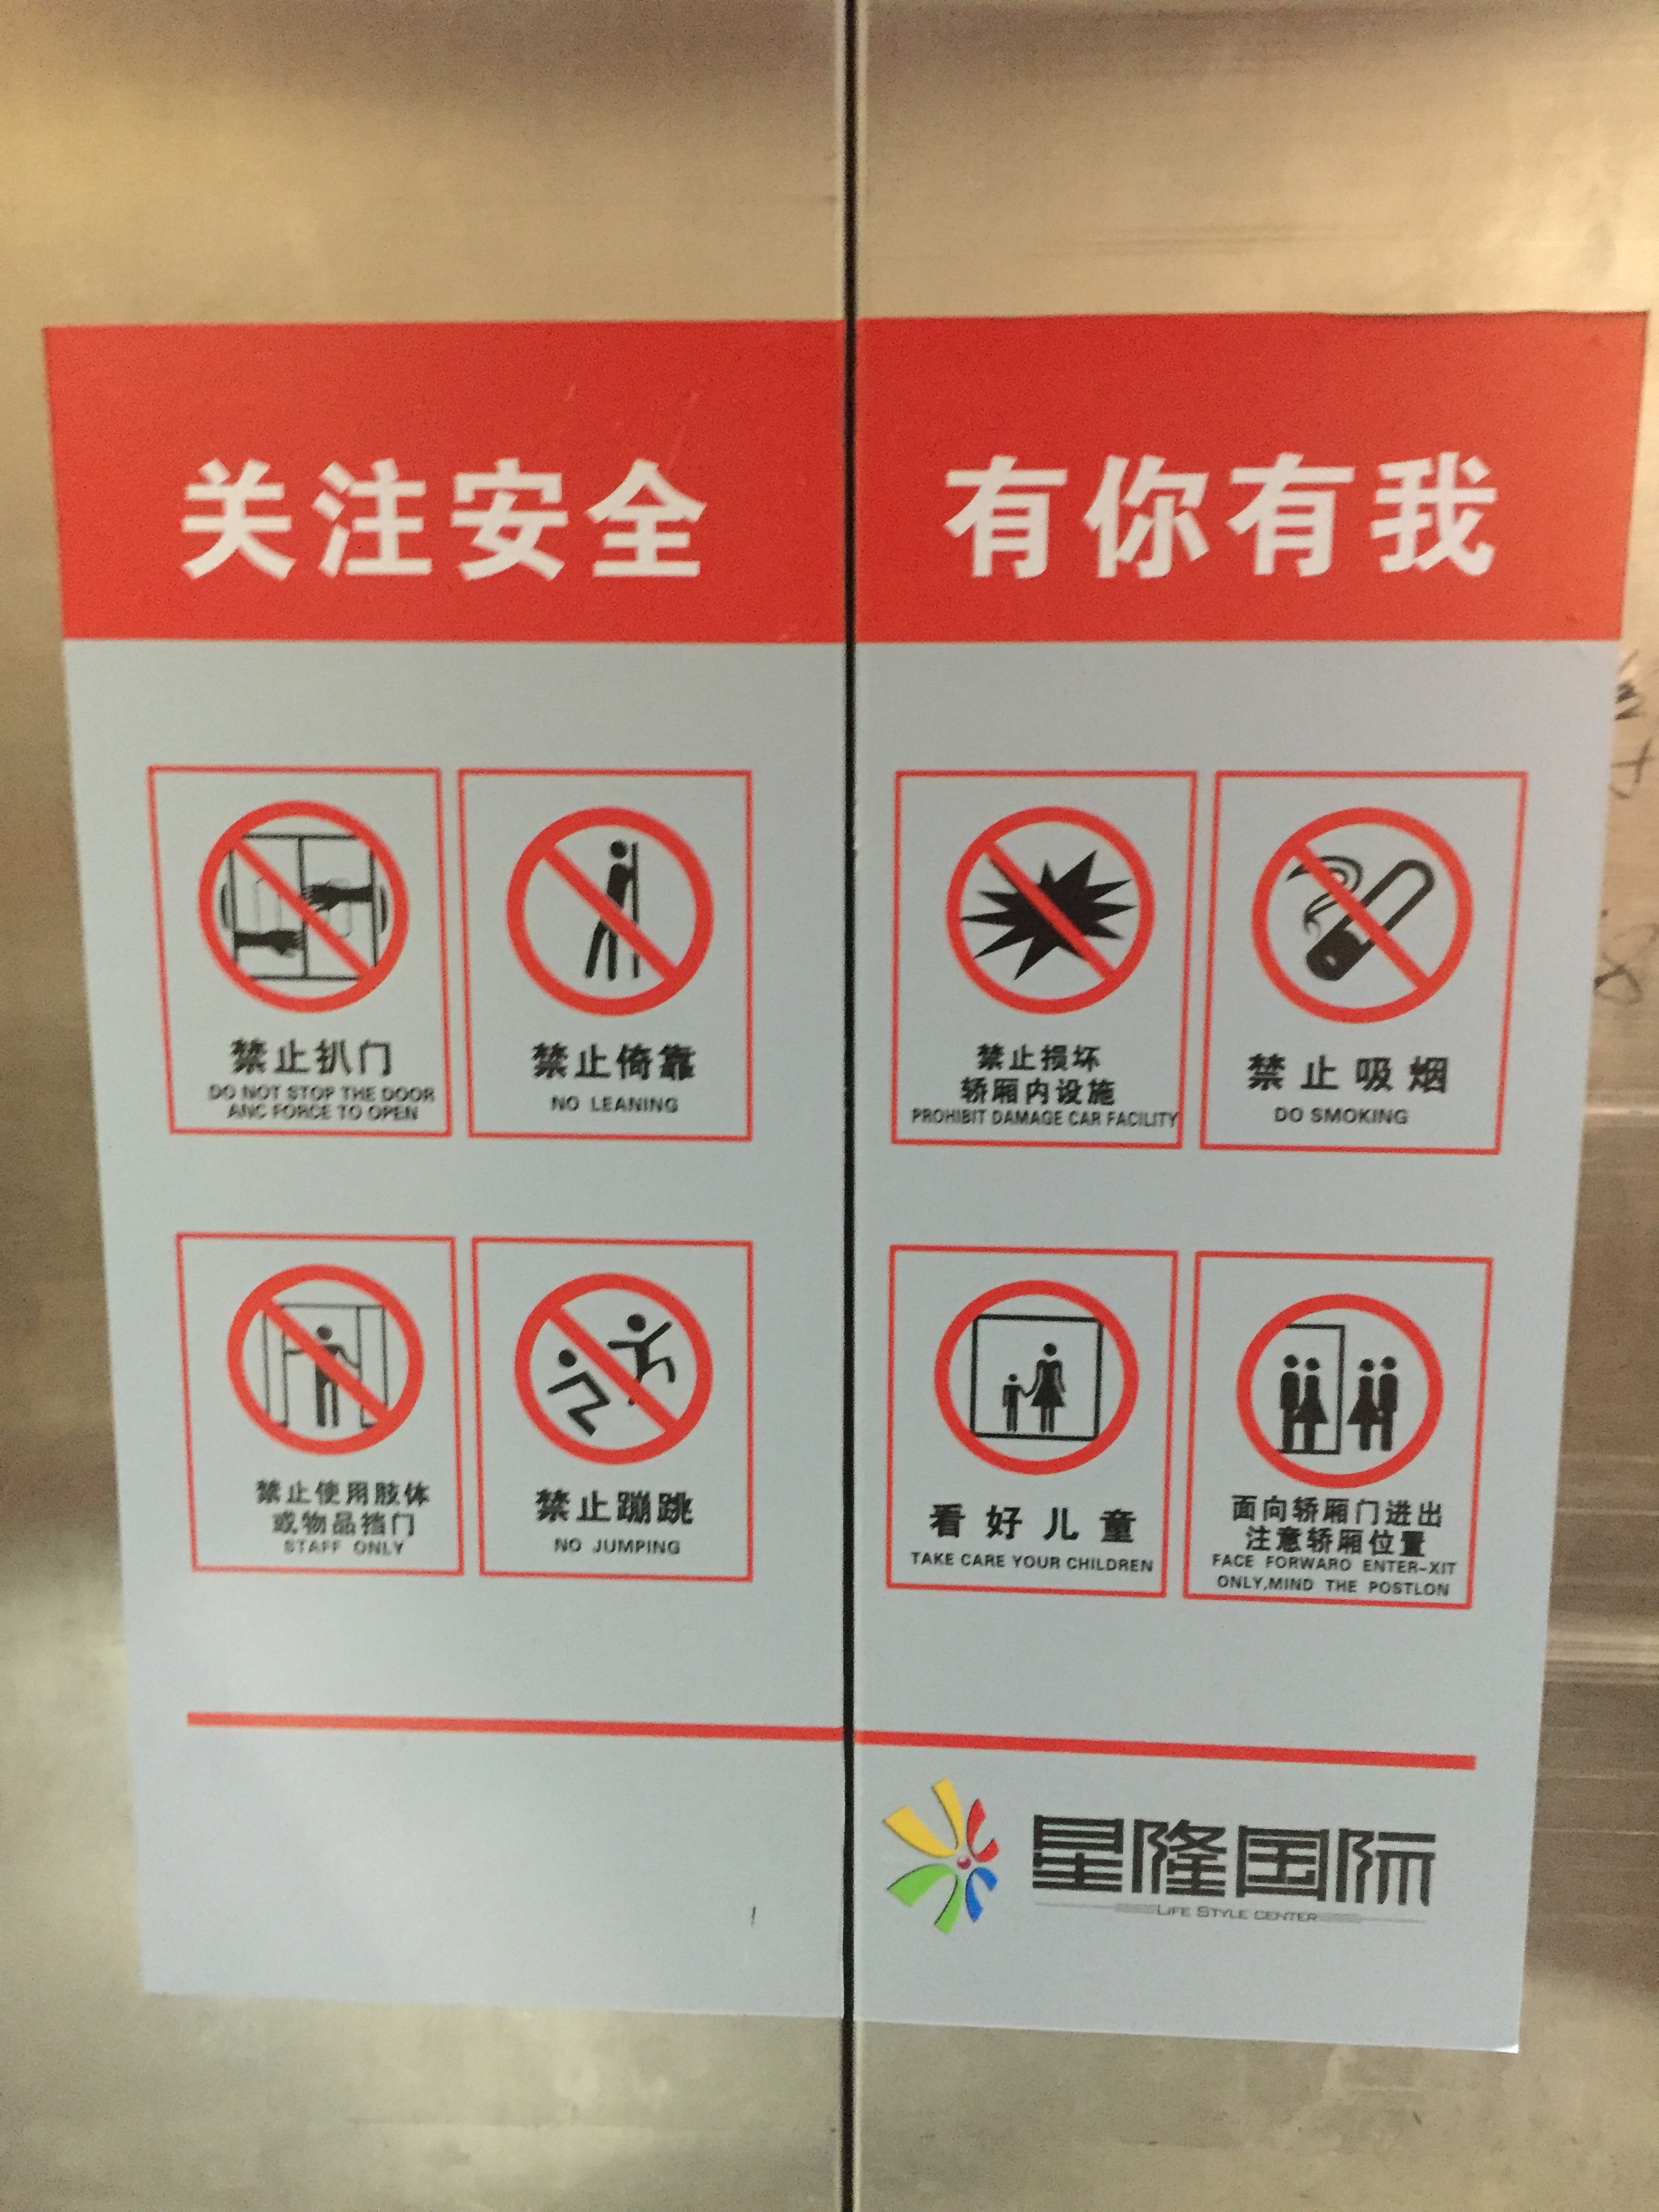 关注安全 有你有我
禁止扒门
DO NOT STOP THE DOOR
ANC FORCE TO OPEN
禁止倚靠
NO LEANING
禁止损坏
轿厢内设施
PROHIBIT DAMAGE CAR FACILITY
禁止吸烟
DO SMOKING
禁止使用肢体
或物品挡门
STAFF ONLY
禁止蹦跳
NO JUMPING
看好儿童
TAKE CARE YOUR CHILDREN
面向轿厢门进出
注意轿厢位置
FACE FORWARD ENTER-XIT
ONLY,MIND THE POSTLON
星隆国际
LIFE STYLE CENTER